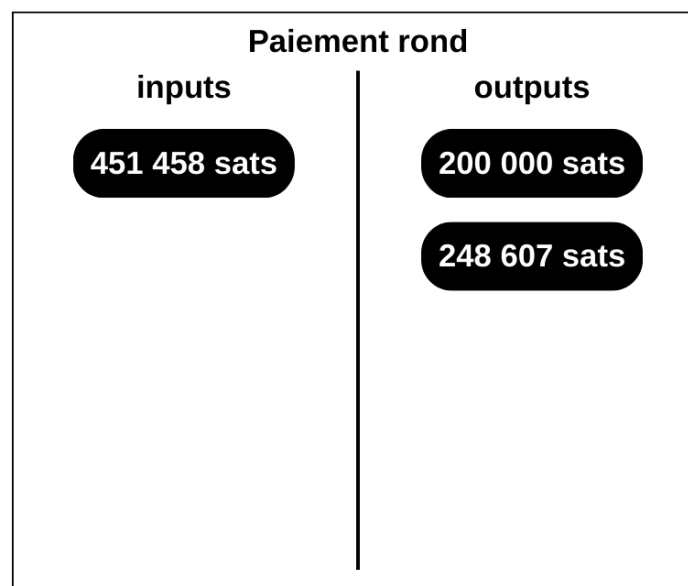 Paiement rond
inputs
outputs
451 458 sats
200 000 sats
248 607 sats